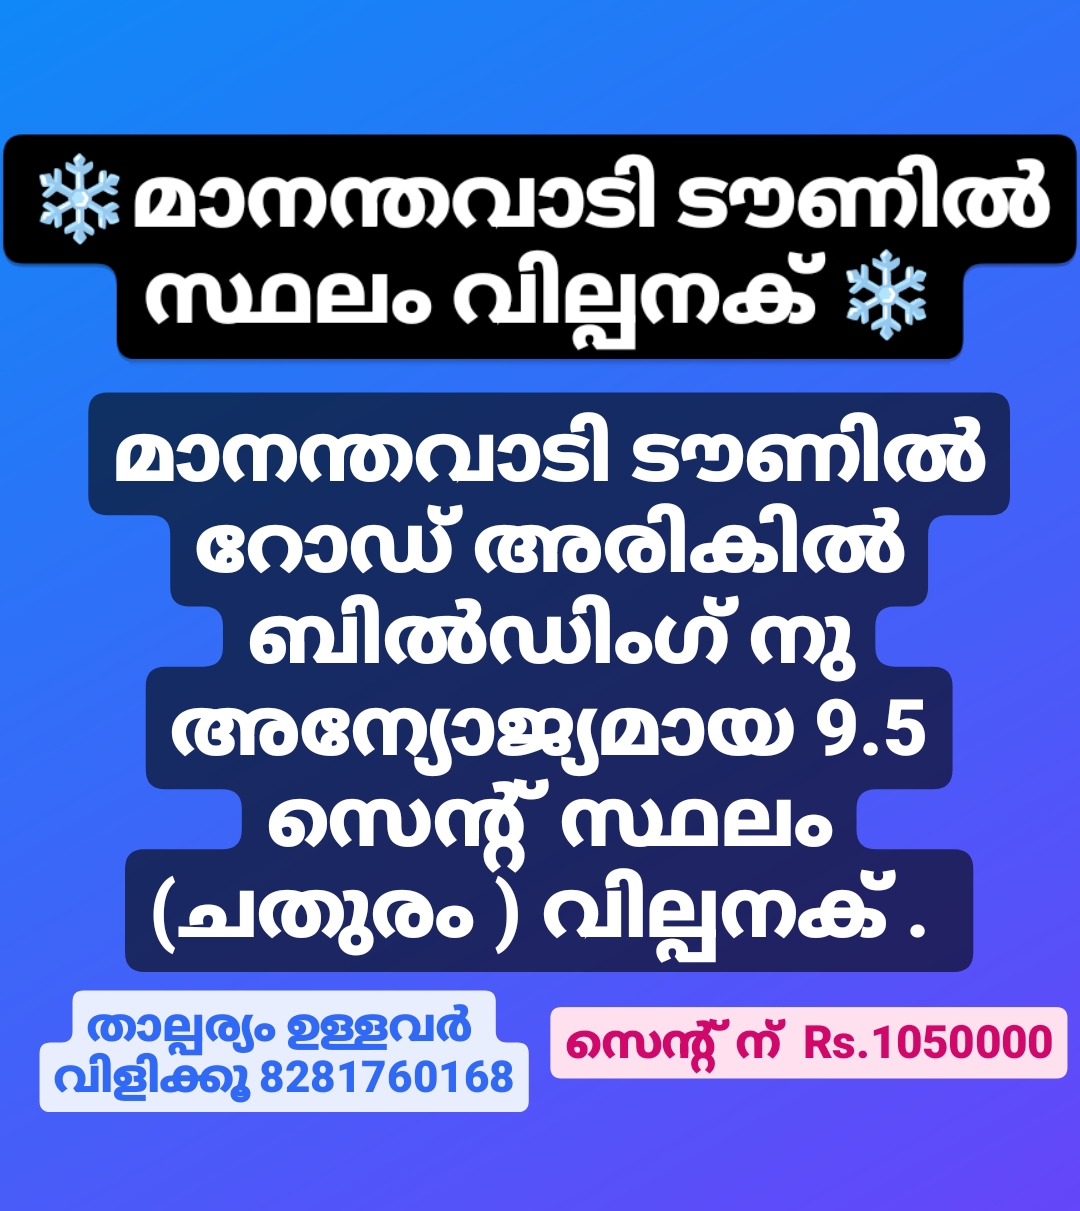 ❄️മാനന്തവാടി ടൗണിൽ
സ്ഥലം വില്പനക് ❄️
മാനന്തവാടി ടൗണിൽ
റോഡ് അരികിൽ
ബിൽഡിംഗ് നു
അന്യോജ്യമായ 9.5
സെന്റ് സ്ഥലം
(ചതുരം ) വില്പനക് .
താല്പര്യം ഉള്ളവർ
വിളിക്കൂ 8281760168
സെന്റ് ന് Rs.1050000